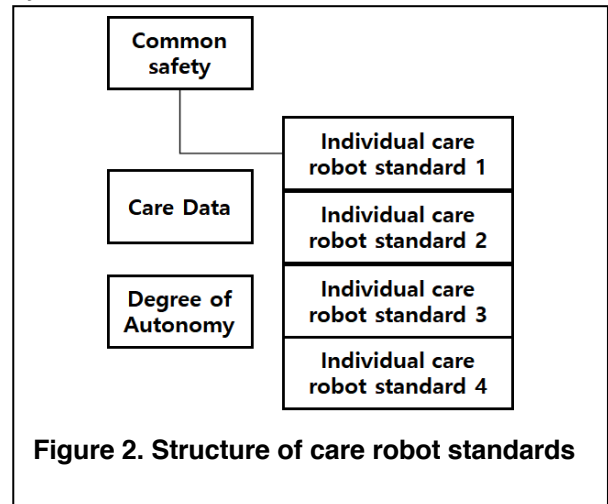 Common
safety
Individual care
robot standard 1
Care Data
Individual care
robot standard 2
Degree of
Autonomy
Individual care
robot standard 3
Individual care
robot standard 4
Figure 2. Structure of care robot standards